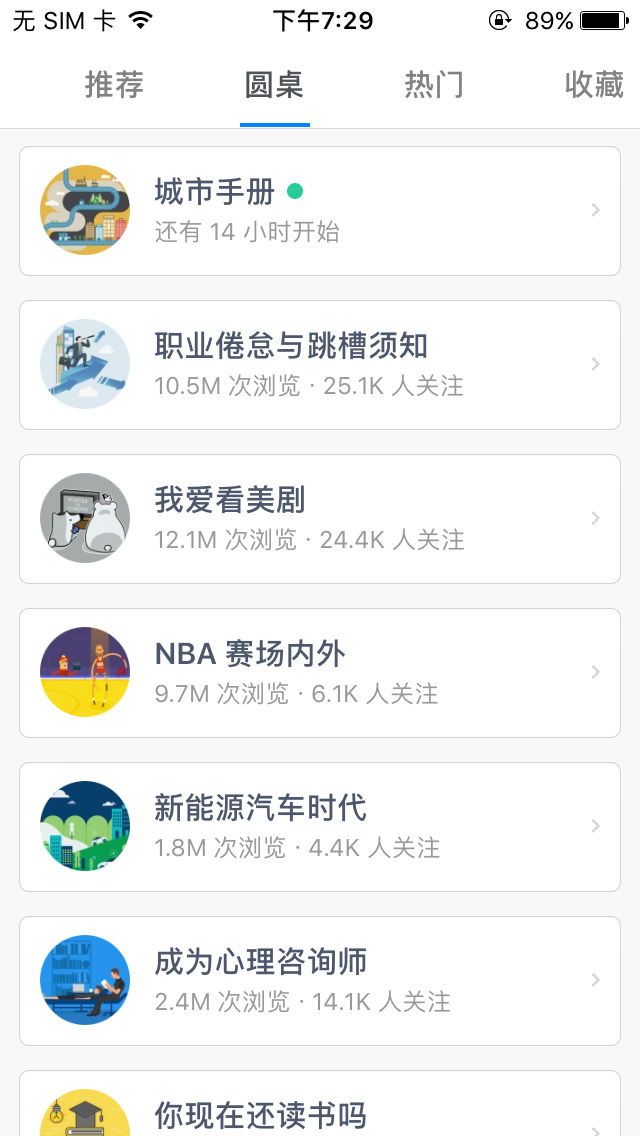 无 SIM 卡 下午7:29 89%
推荐 圆桌 热门 收藏
城市手册
还有 14 小时开始
职业倦怠与跳槽须知
10.5M 次浏览 · 25.1K 人关注
我爱看美剧
12.1M 次浏览 · 24.4K 人关注
NBA 赛场内外
9.7M 次浏览 · 6.1K 人关注
新能源汽车时代
1.8M 次浏览 · 4.4K 人关注
成为心理咨询师
2.4M 次浏览 · 14.1K 人关注
你现在还读书吗